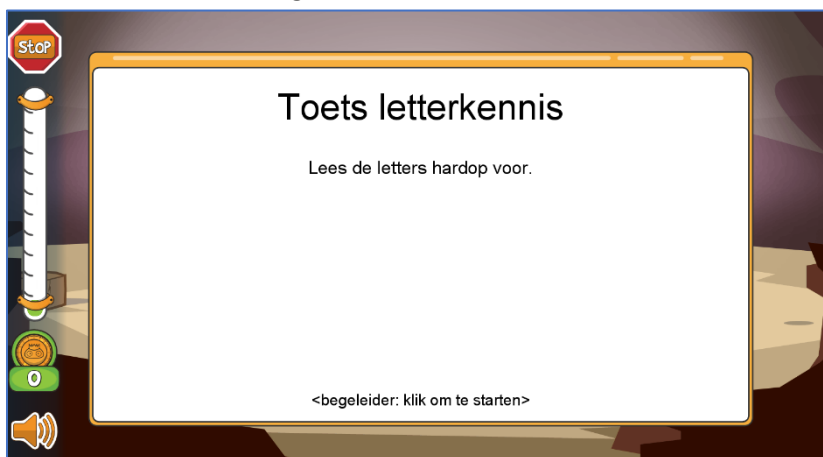 STOP
Toets letterkennis
Lees de letters hardop voor.
0
<begeleider: klik om te starten>